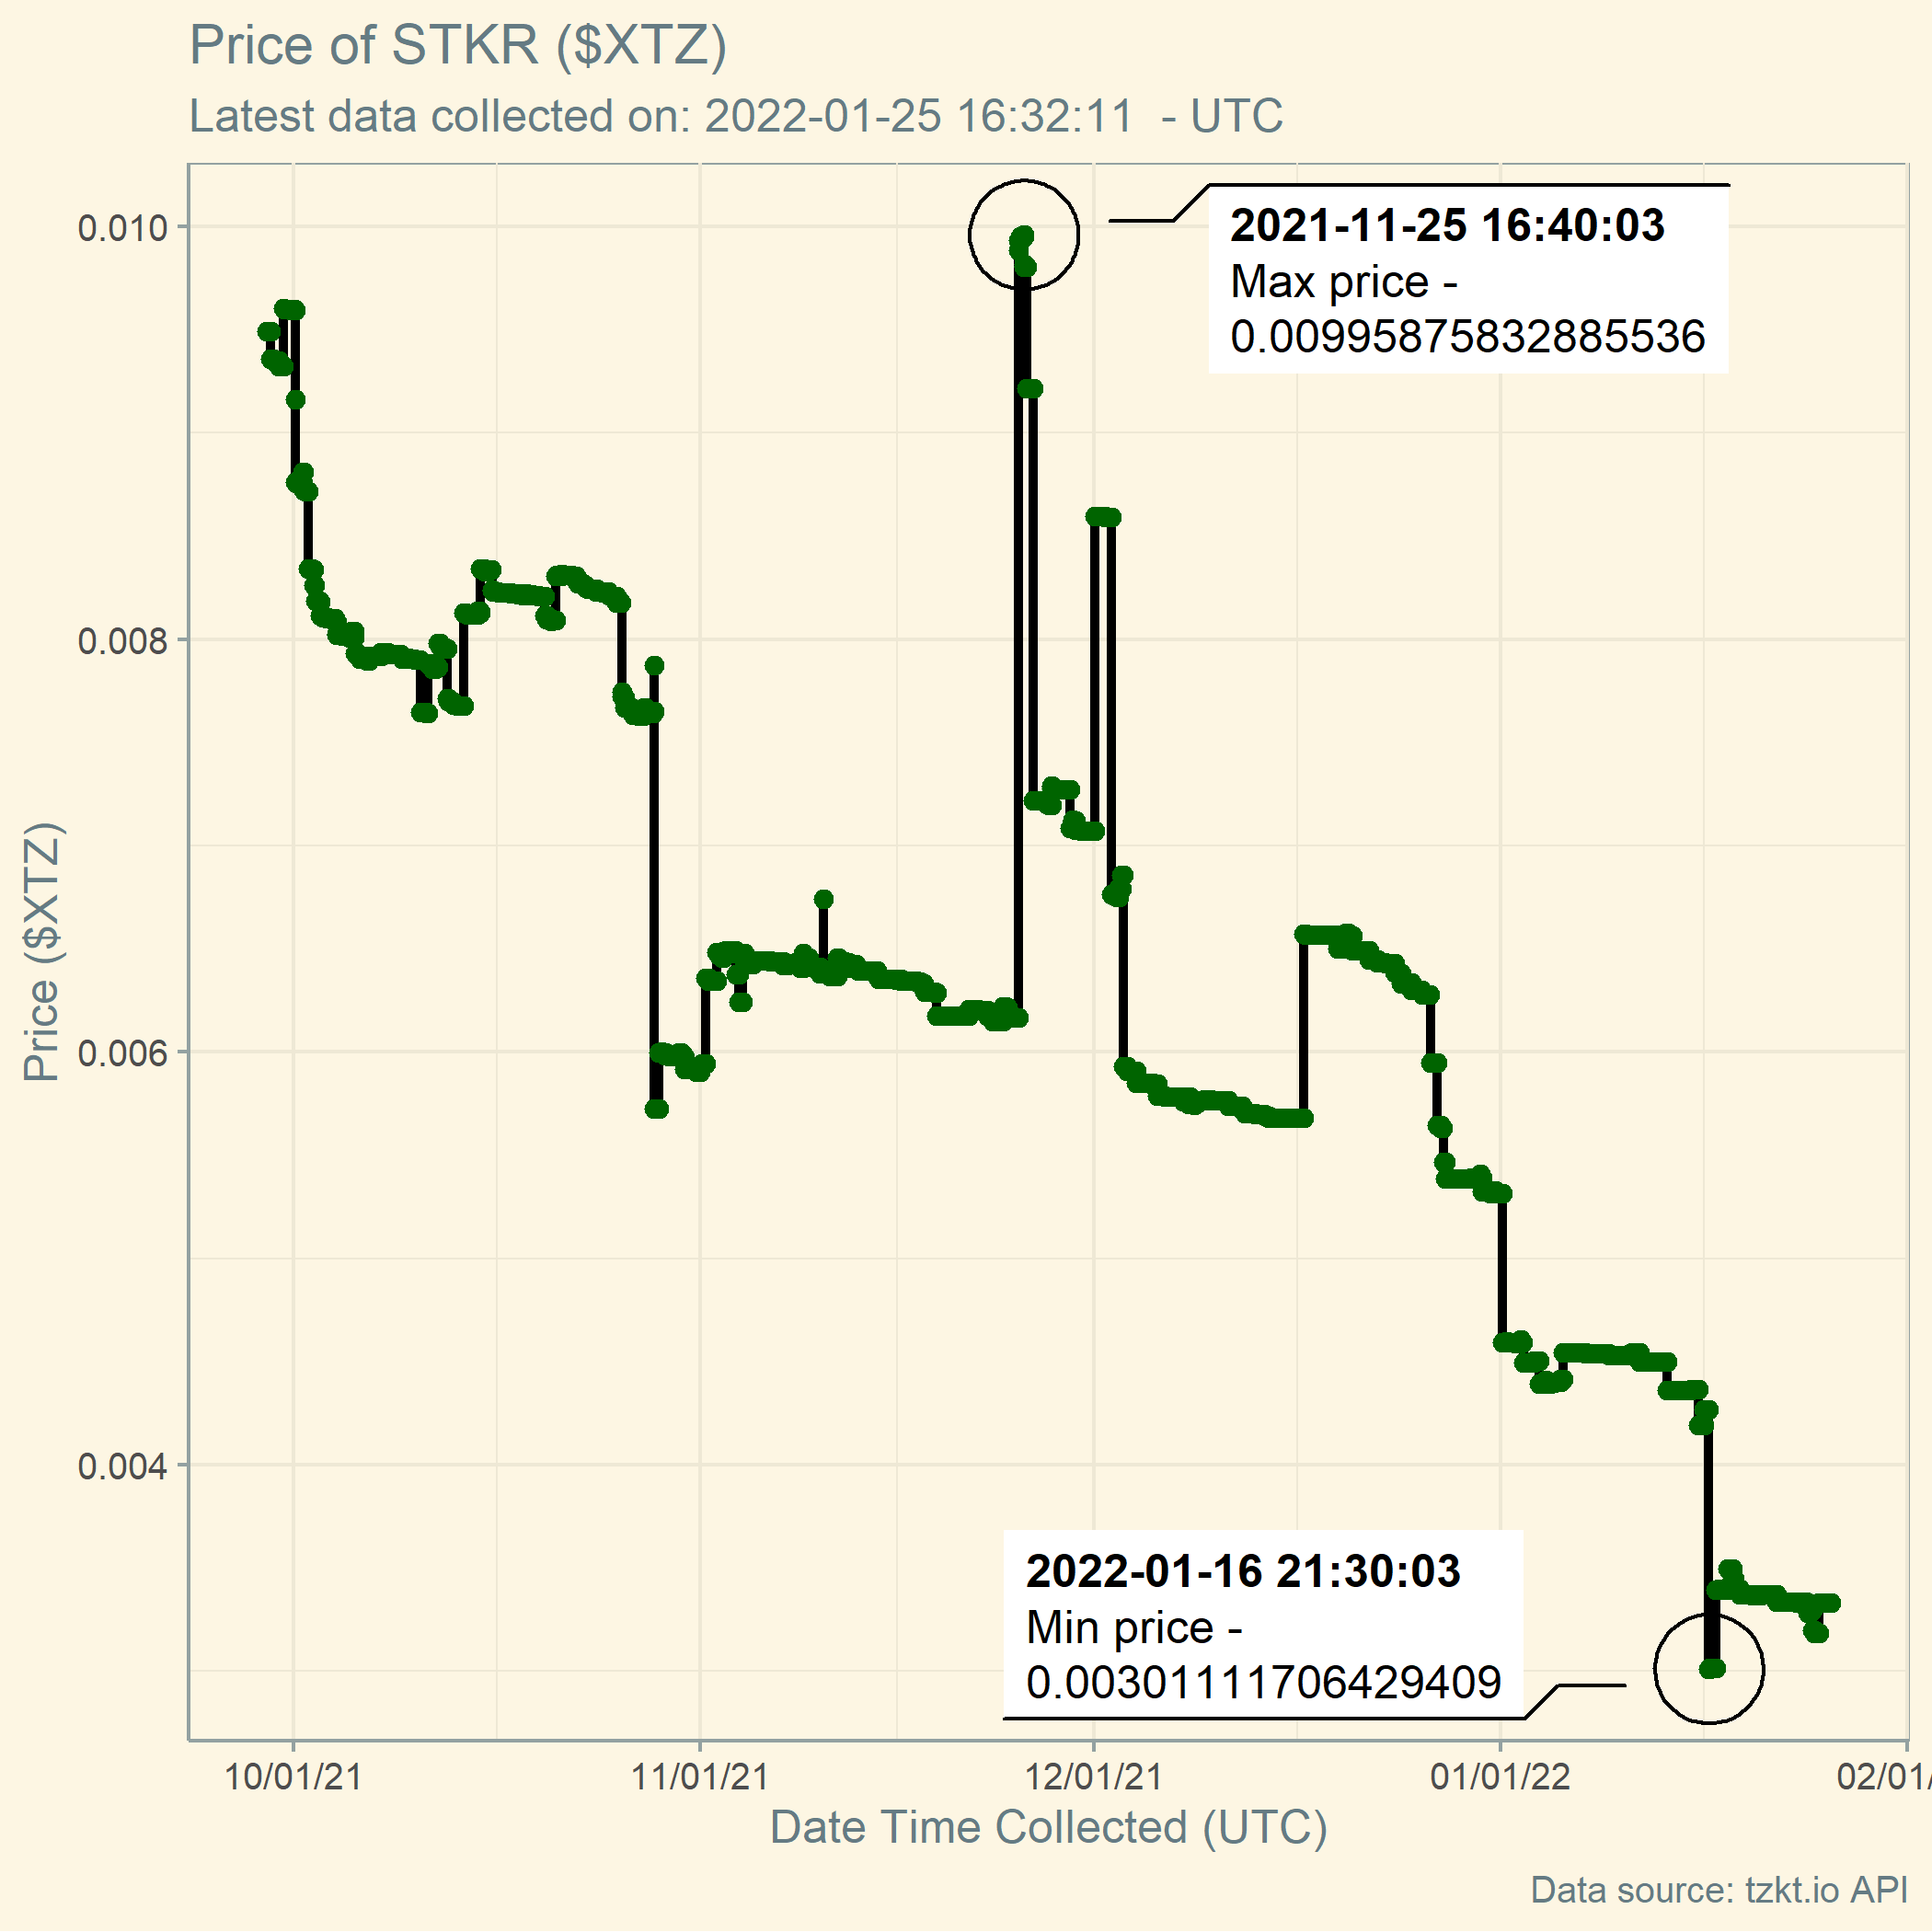 Price of STKR ($XTZ)
Latest data collected on: 2022-01-25 16:32:11  - UTC
2021-11-25 16:40:03
Max price -
0.00995875832885536
0.010
0.008
0.006
0.004
Price ($XTZ)
2022-01-16 21:30:03
Min price -
0.00301111706429409
10/01/21
11/01/21
12/01/21
01/01/22
02/01/
Date Time Collected (UTC)
Data source: tzkt.io API